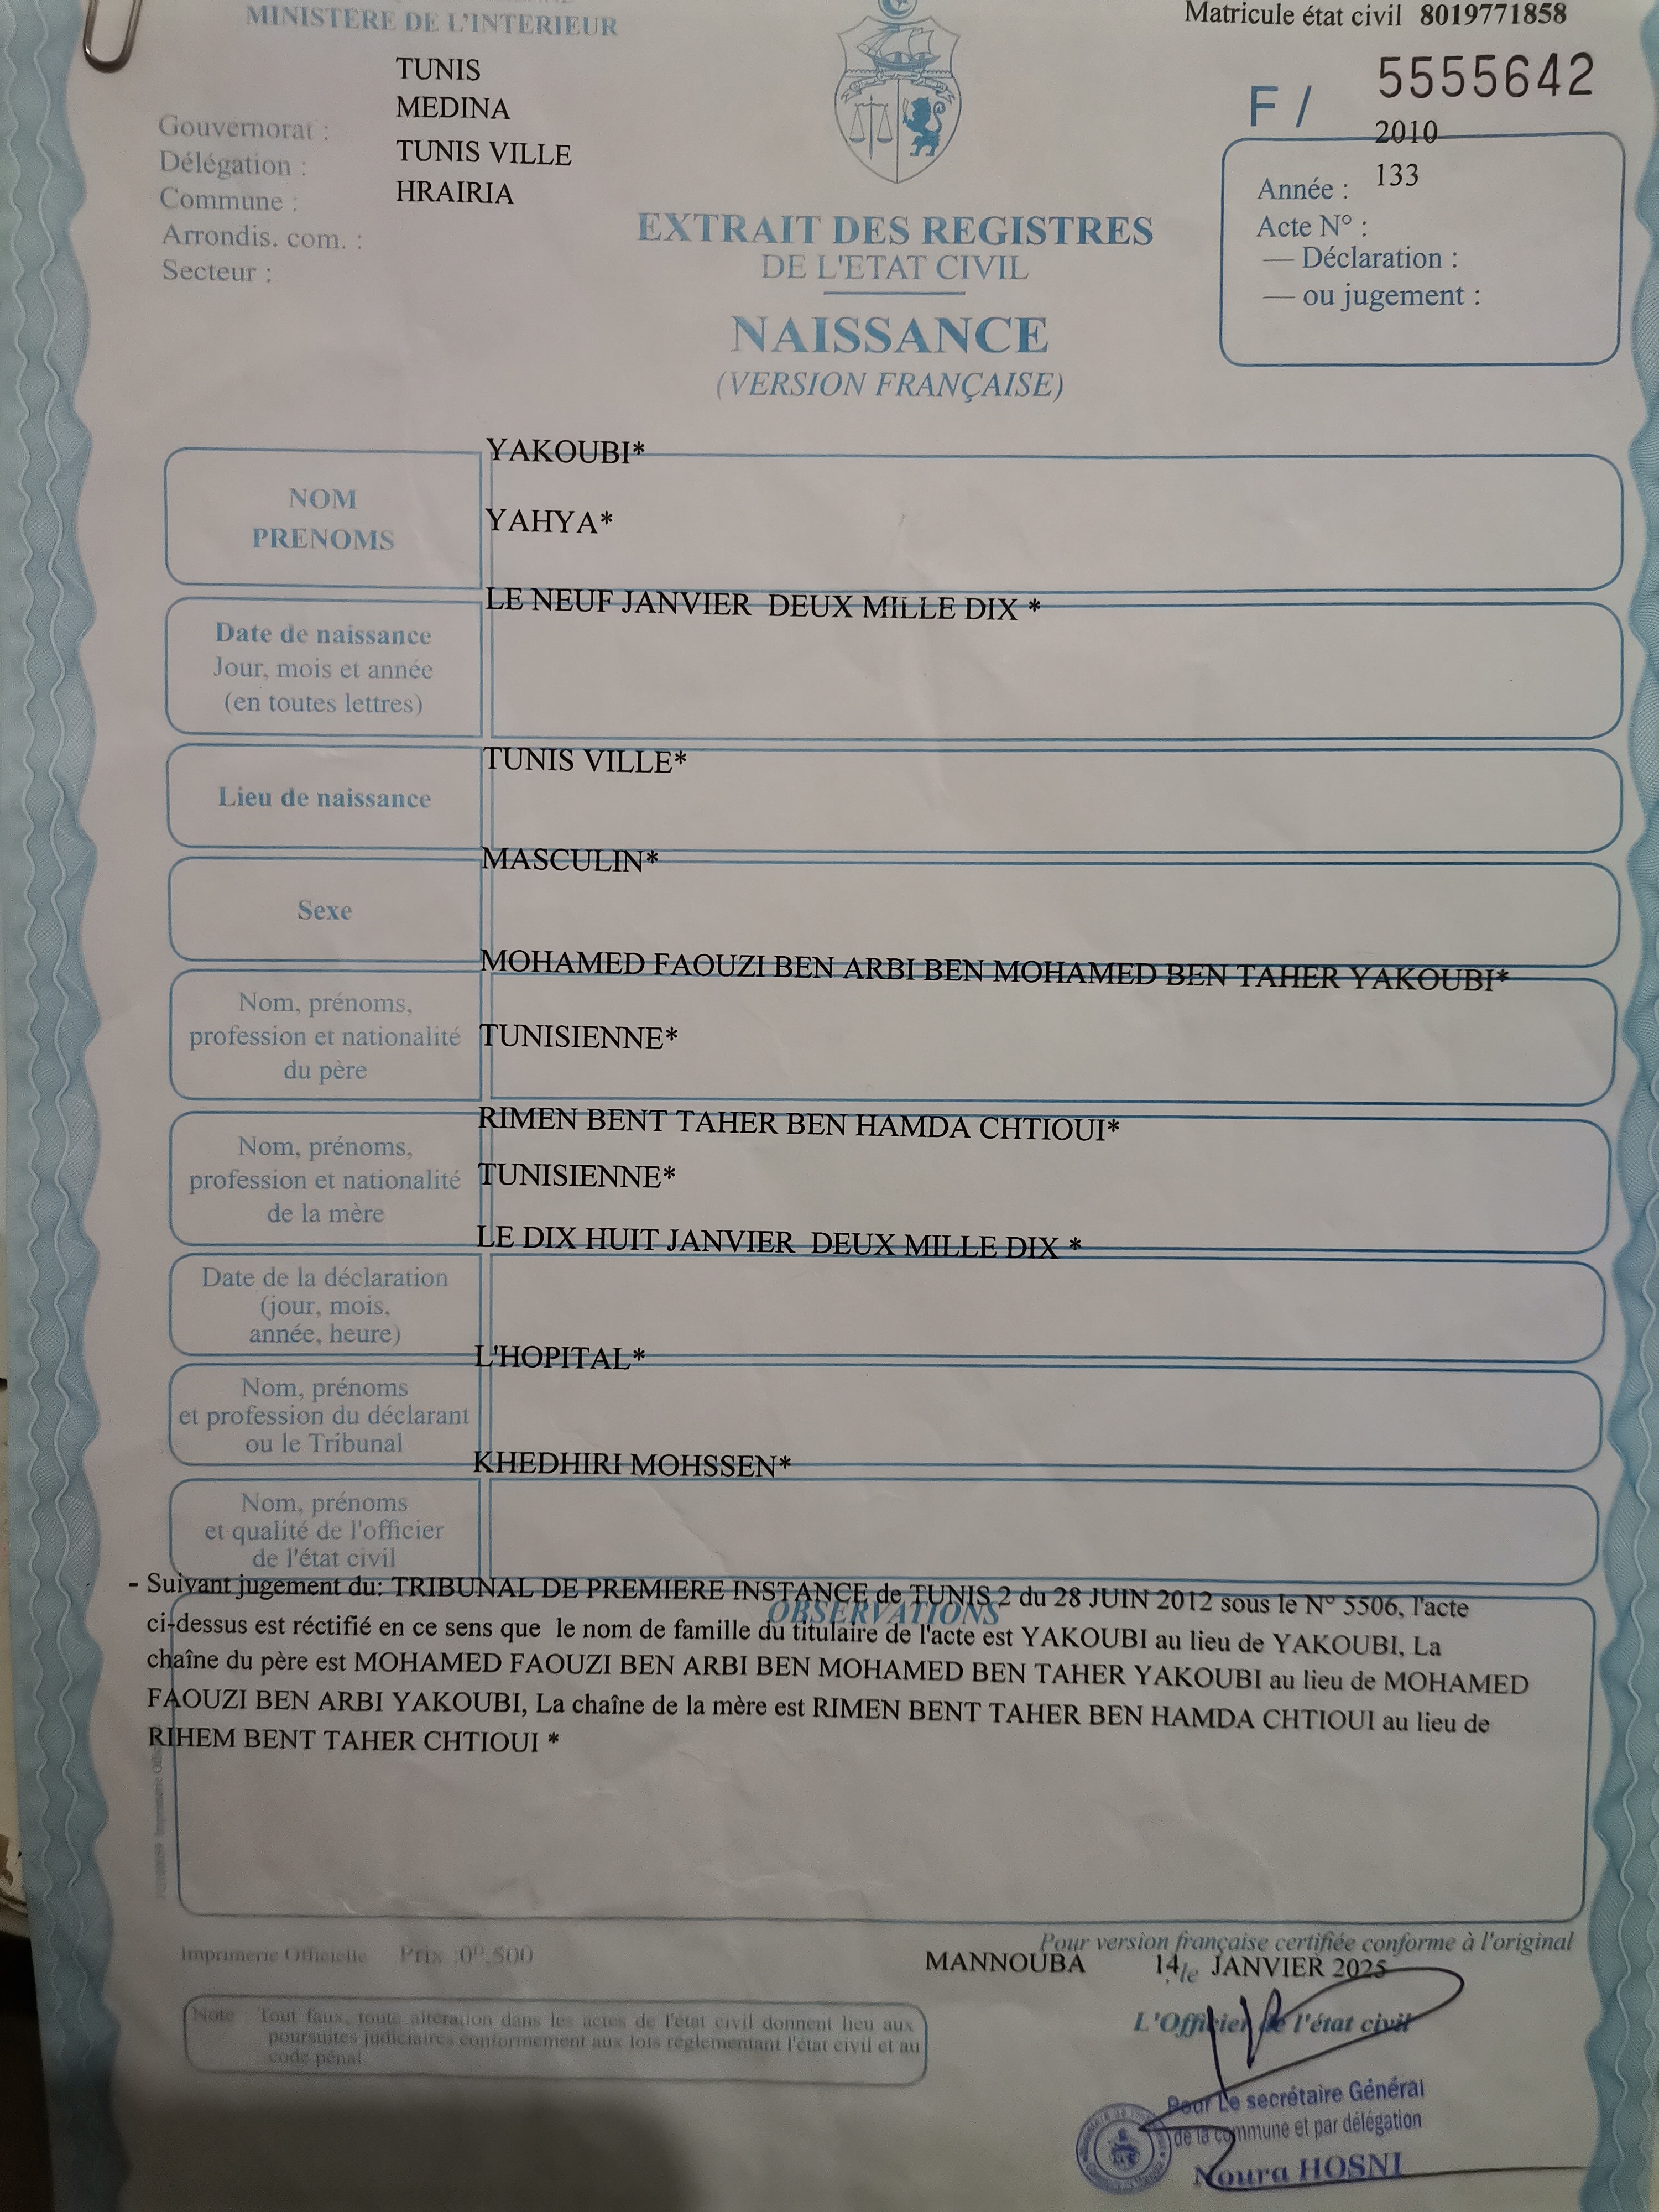 MINISTERE DE L'INTERIEUR
Matricule état civil 8019771858
F / 5555642
TUNIS
MEDINA
TUNIS VILLE
HRAIRIA
Gouvernorat :
Délégation :
Commune :
Arrondis. com. :
Secteur :
2010
133
Année :
Acte N° :
— Déclaration :
— ou jugement :
EXTRAIT DES REGISTRES
DE L'ETAT CIVIL
NAISSANCE
(VERSION FRANÇAISE)
NOM
PRENOMS
YAKOUBI*
YAHYA*
Date de naissance
Jour, mois et année
(en toutes lettres)
LE NEUF JANVIER DEUX MILLE DIX *
Lieu de naissance
TUNIS VILLE*
Sexe
MASCULIN*
Nom, prénoms,
profession et nationalité
du père
MOHAMED FAOUZI BEN ARBI BEN MOHAMED BEN TAHER YAKOUBI*
TUNISIENNE*
Nom, prénoms,
profession et nationalité
de la mère
RIMEN BENT TAHER BEN HAMDA CHTIOUI*
TUNISIENNE*
Date de la déclaration
(jour, mois,
année, heure)
LE DIX HUIT JANVIER DEUX MILLE DIX *
Nom, prénoms
et profession du déclarant
ou le Tribunal
L'HOPITAL*
Nom, prénoms
et qualité de l'officier
de l'état civil
KHEDHIRI MOHSSEN*
OBSERVATIONS
- Suivant jugement du: TRIBUNAL DE PREMIERE INSTANCE de TUNIS 2 du 28 JUIN 2012 sous le N° 5506, l'acte
ci-dessus est réctifié en ce sens que le nom de famille du titulaire de l'acte est YAKOUBI au lieu de YAKOUBI, La
chaîne du père est MOHAMED FAOUZI BEN ARBI BEN MOHAMED BEN TAHER YAKOUBI au lieu de MOHAMED
FAOUZI BEN ARBI YAKOUBI, La chaîne de la mère est RIMEN BENT TAHER BEN HAMDA CHTIOUI au lieu de
RIHEM BENT TAHER CHTIOUI *
Imprimerie Officielle Prix :0ᴰ,500
Pour version française certifiée conforme à l'original
MANNOUBA 14 le JANVIER 2025
L'Officier de l'état civil
Note : Tout faux, toute altération dans les actes de l'état civil donnent lieu aux
poursuites judiciaires conformement aux lois réglementant l'état civil et au
code pénal
Pour Le secrétaire Général
de la commune et par délégation
Noura HOSNI